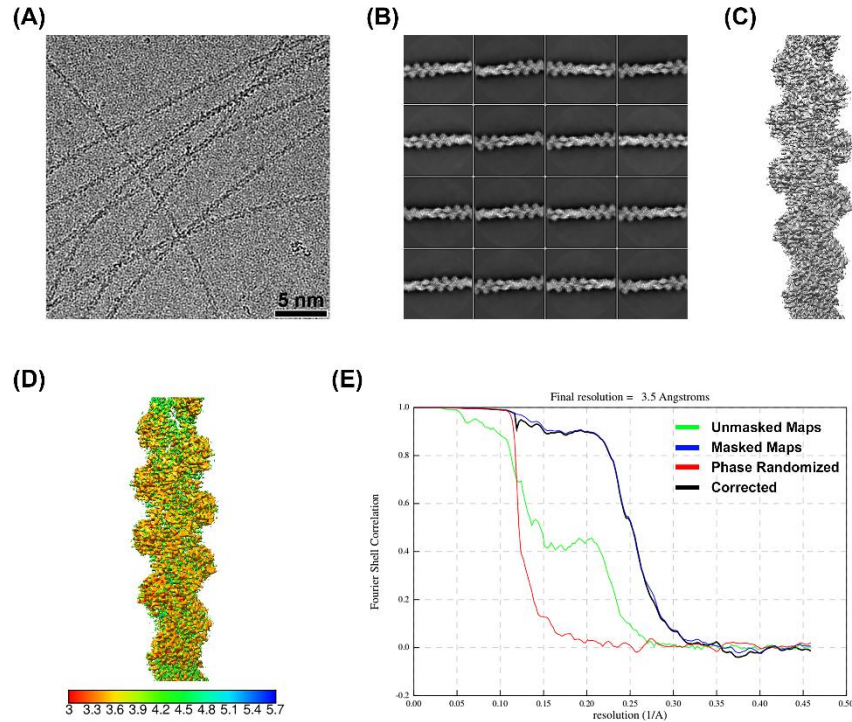 (A)
(B)
(C)
5 nm
(D)
(E)
3 3.3 3.6 3.9 4.2 4.5 4.8 5.1 5.4 5.7
Final resolution = 3.5 Angstroms
Unmasked Maps
Masked Maps
Phase Randomized
Corrected
Fourier Shell Correlation
1.0
0.8
0.6
0.4
0.2
0.0
-0.2
0.00 0.05 0.10 0.15 0.20 0.25 0.30 0.35 0.40 0.45 0.50
resolution (1/A)